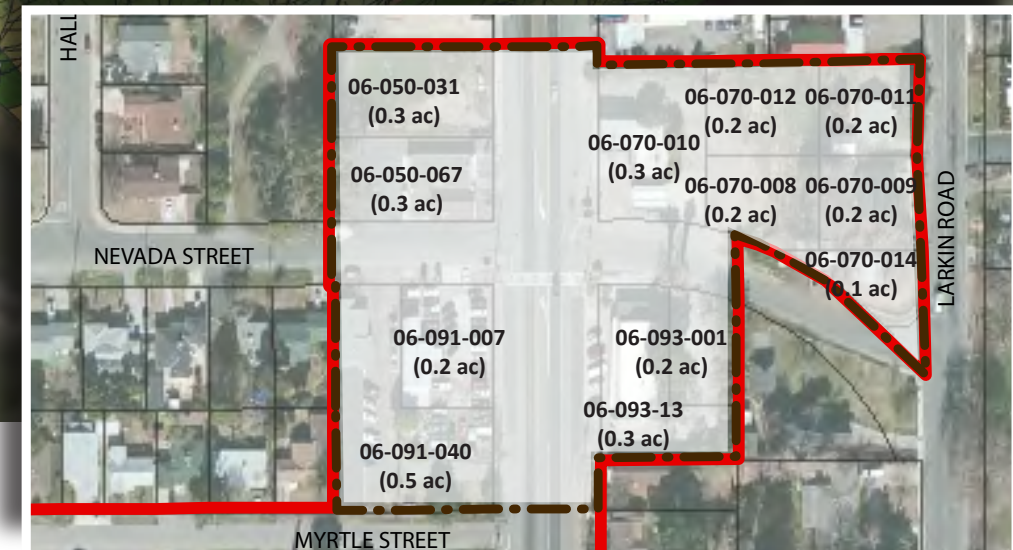 HALL
06-050-031
(0.3 ac)
06-050-067
(0.3 ac)
06-070-012
(0.2 ac)
06-070-011
(0.2 ac)
06-070-010
(0.3 ac)
06-070-008
(0.2 ac)
06-070-009
(0.2 ac)
06-070-014
(0.1 ac)
LARKIN ROAD
NEVADA STREET
06-091-007
(0.2 ac)
06-093-001
(0.2 ac)
06-093-13
(0.3 ac)
06-091-040
(0.5 ac)
MYRTLE STREET